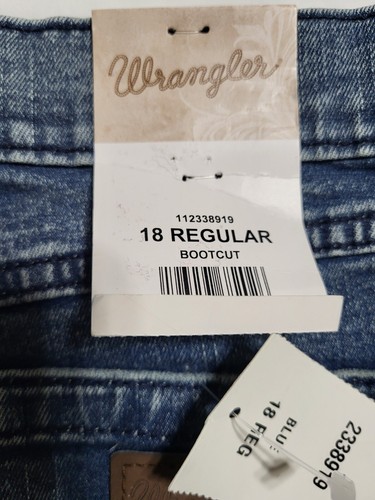 Wrangler
112338919
18 REGULAR
BOOTCUT
2338919
BLU
18 REG